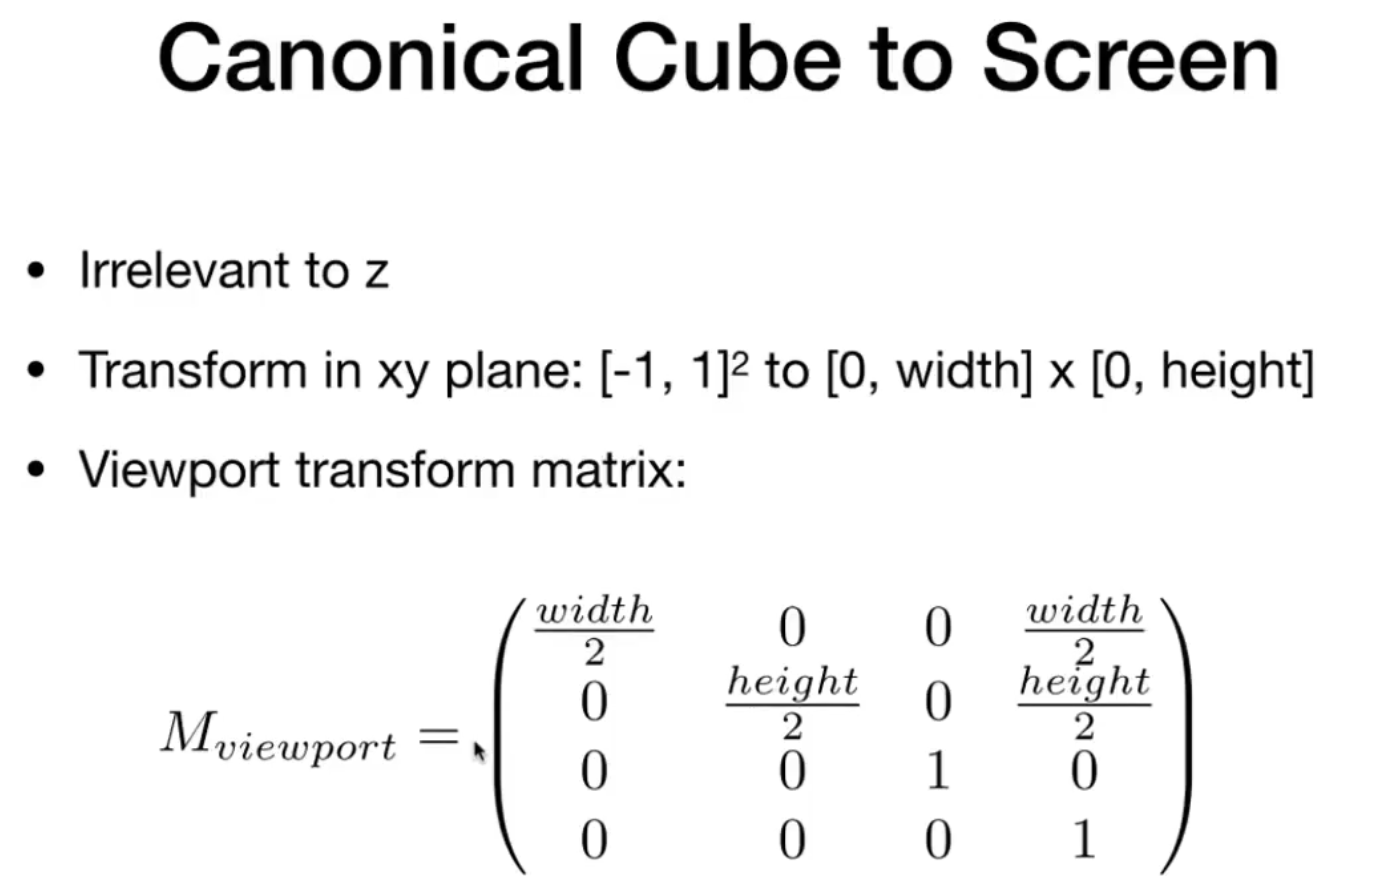 Canonical Cube to Screen
• Irrelevant to z
• Transform in xy plane: [-1, 1]² to [0, width] x [0, height]
• Viewport transform matrix:
M_{viewport} = \begin{pmatrix} \frac{width}{2} & 0 & 0 & \frac{width}{2} \\ 0 & \frac{height}{2} & 0 & \frac{height}{2} \\ 0 & 0 & 1 & 0 \\ 0 & 0 & 0 & 1 \end{pmatrix}